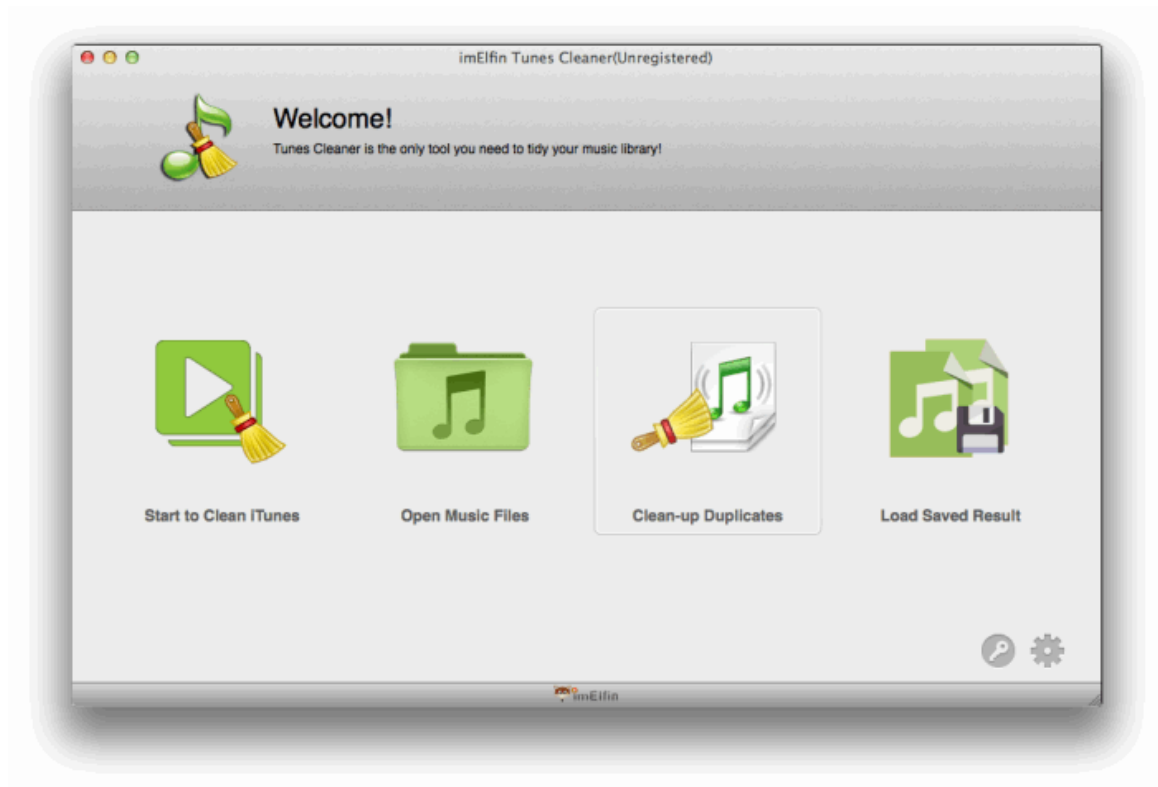 imElfin Tunes Cleaner(Unregistered)
Welcome!
Tunes Cleaner is the only tool you need to tidy your music library!
Start to Clean iTunes
Open Music Files
Clean-up Duplicates
Load Saved Result
imElfin